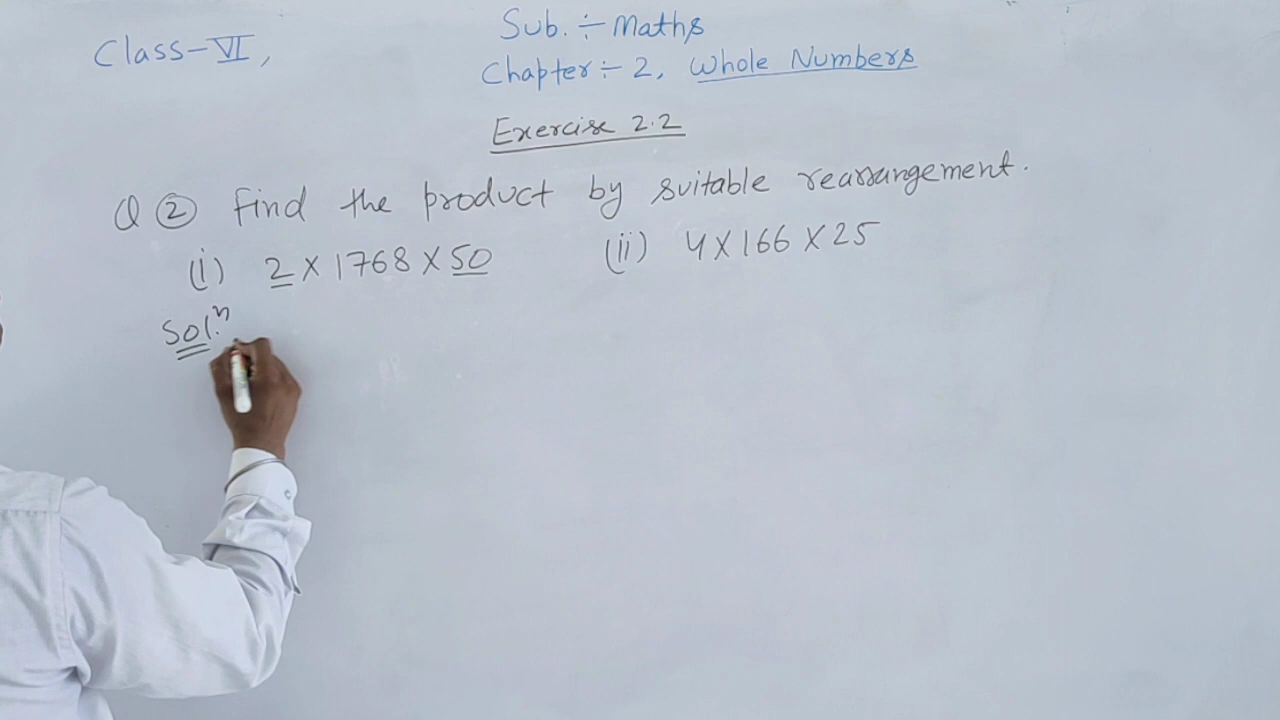 Class-VI,
Sub. ÷ Maths
Chapter ÷ 2, Whole Numbers
Exercise 2.2
Q ② Find the product by suitable rearrangement.
(i) 2 X 1768 X 50 (ii) 4 X 166 X 25
Sol.ⁿ